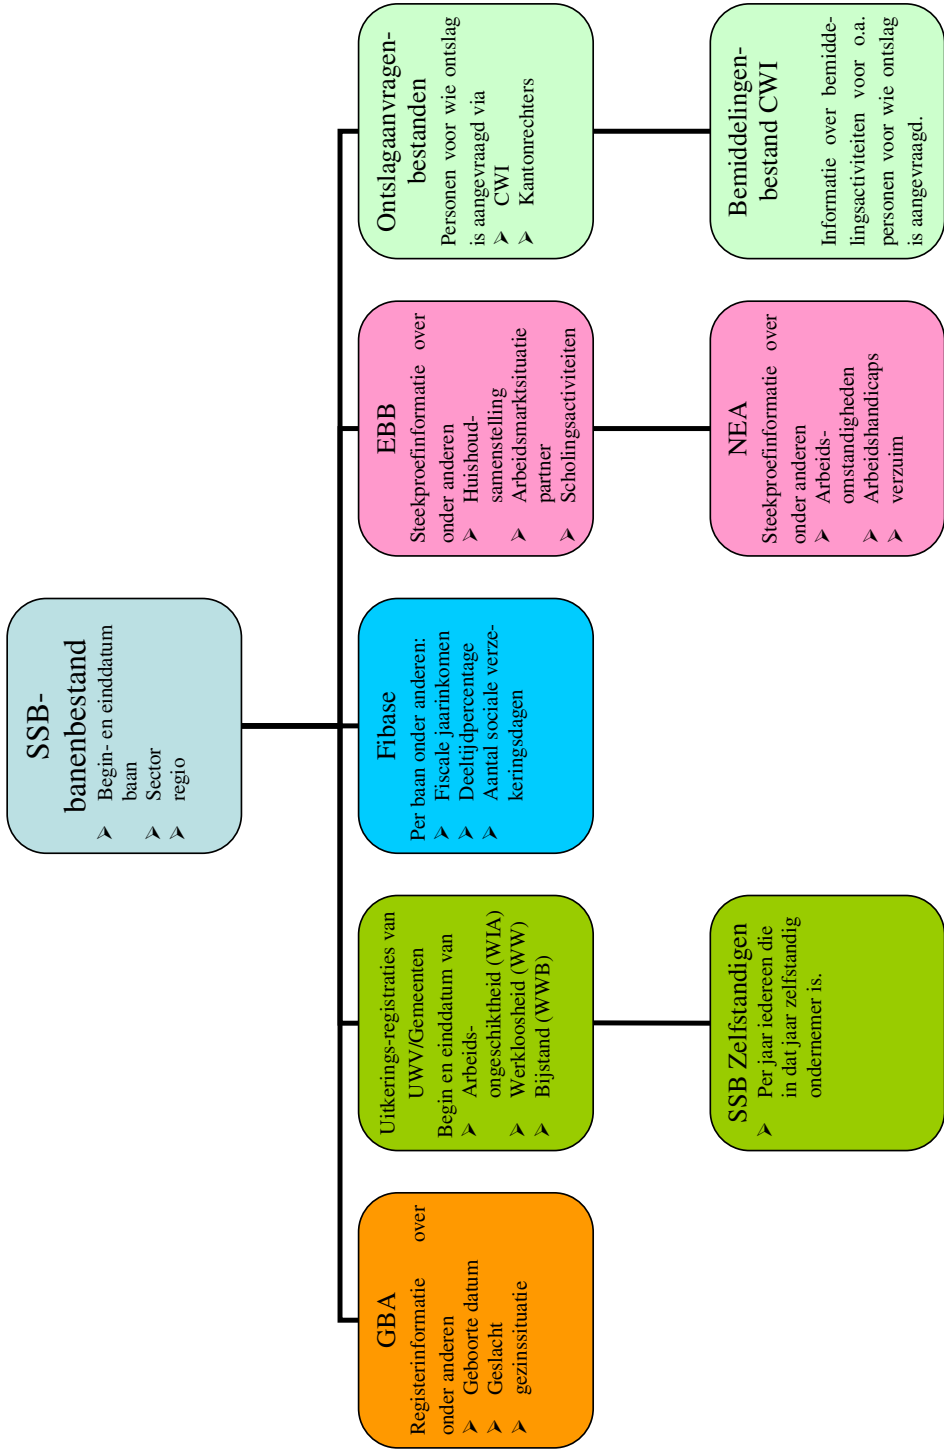 SSB-
banenbestand
➢ Begin- en einddatum
baan
➢ Sector
➢ regio
GBA
Registerinformatie over
onder anderen
➢ Geboorte datum
➢ Geslacht
➢ gezinssituatie
Uitkerings-registraties van
UWV/Gemeenten
Begin en einddatum van
➢ Arbeids-
ongeschiktheid (WIA)
➢ Werkloosheid (WW)
➢ Bijstand (WWB)
Fibase
Per baan onder anderen:
➢ Fiscale jaarinkomen
➢ Deeltijdpercentage
➢ Aantal sociale verze-
keringsdagen
EBB
Steekproefinformatie over
onder anderen
➢ Huishoud-
samenstelling
➢ Arbeidsmarktsituatie
partner
➢ Scholingsactiviteiten
Ontslagaanvragen-
bestanden
Personen voor wie ontslag
is aangevraagd via
➢ CWI
➢ Kantonrechters
SSB Zelfstandigen
➢ Per jaar iedereen die
in dat jaar zelfstandig
ondernemer is.
NEA
Steekproefinformatie over
onder anderen
➢ Arbeids-
omstandigheden
➢ Arbeidshandicaps
➢ verzuim
Bemiddelingen-
bestand CWI
Informatie over bemidde-
lingsactiviteiten voor o.a.
personen voor wie ontslag
is aangevraagd.